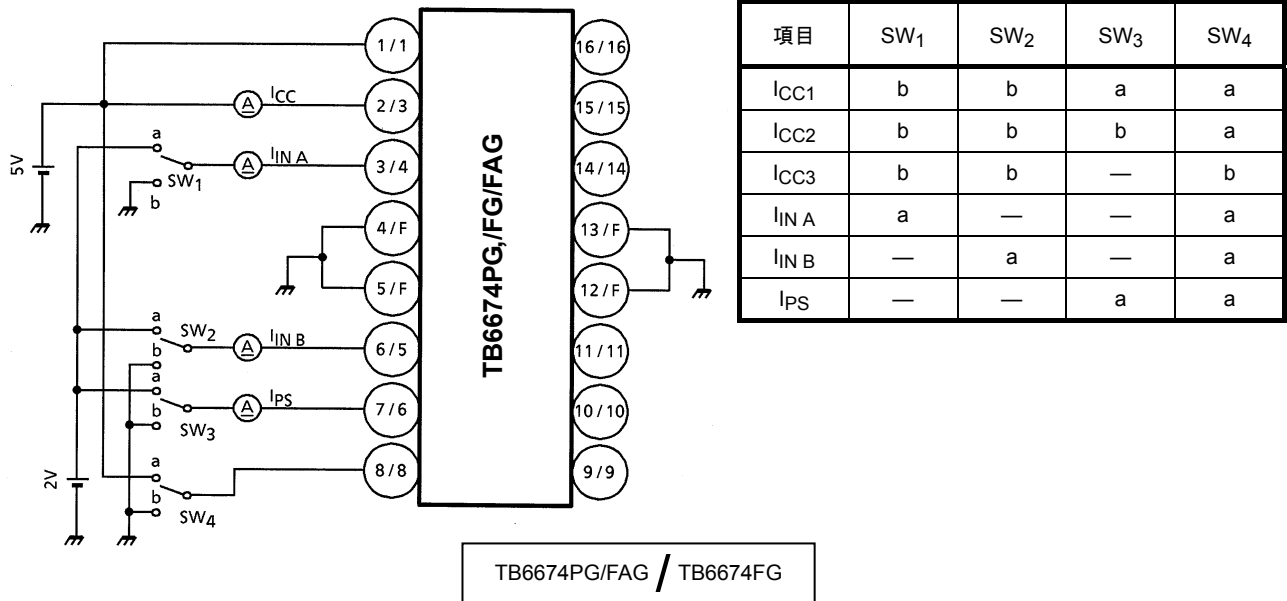 5V
ICC
a
SW1
b
IIN A
A
A
1/1
2/3
3/4
4/F
5/F
6/5
7/6
8/8
TB6674PG,/FG/FAG
16/16
15/15
14/14
13/F
12/F
11/11
10/10
9/9
a
SW2
b
A
IIN B
a
b
SW3
A
IPS
2V
a
b
SW4
項目 SW1 SW2 SW3 SW4
ICC1 b b a a
ICC2 b b b a
ICC3 b b — b
IIN A a — — a
IIN B — a — a
IPS — — a a
TB6674PG/FAG / TB6674FG